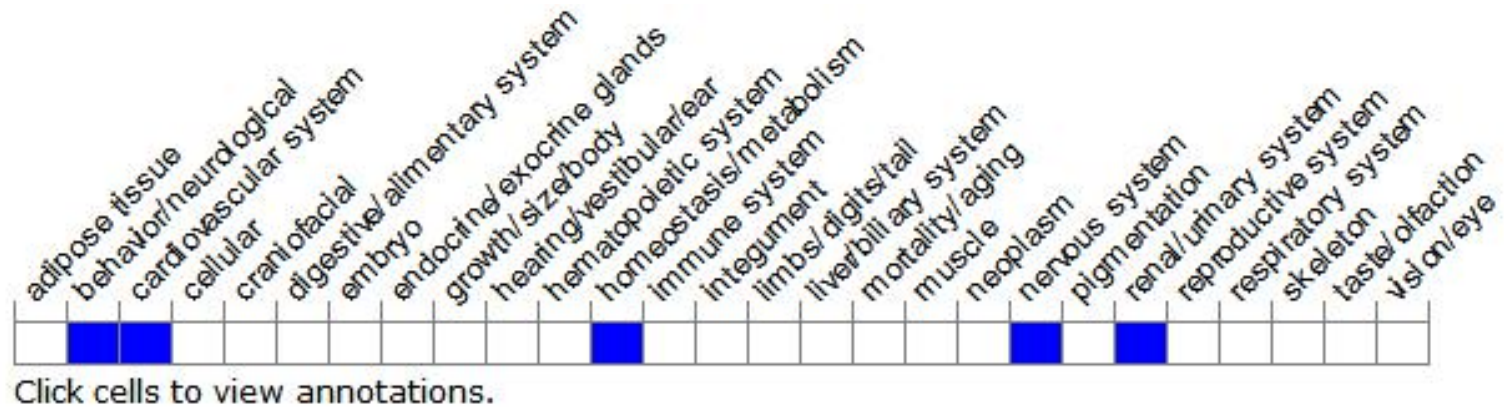 adipose tissue
behavior/neurological
cardiovascular system
cellular
craniofacial
digestive/alimentary system
embryo
endocrine/exocrine glands
growth/size/body
hearing/vestibular/ear
hematopoietic system
homeostasis/metabolism
immune system
integument
limbs/digits/tail
liver/biliary system
mortality/aging
muscle
neoplasm
nervous system
pigmentation
renal/urinary system
reproductive system
respiratory system
skeleton
taste/olfaction
vision/eye
Click cells to view annotations.